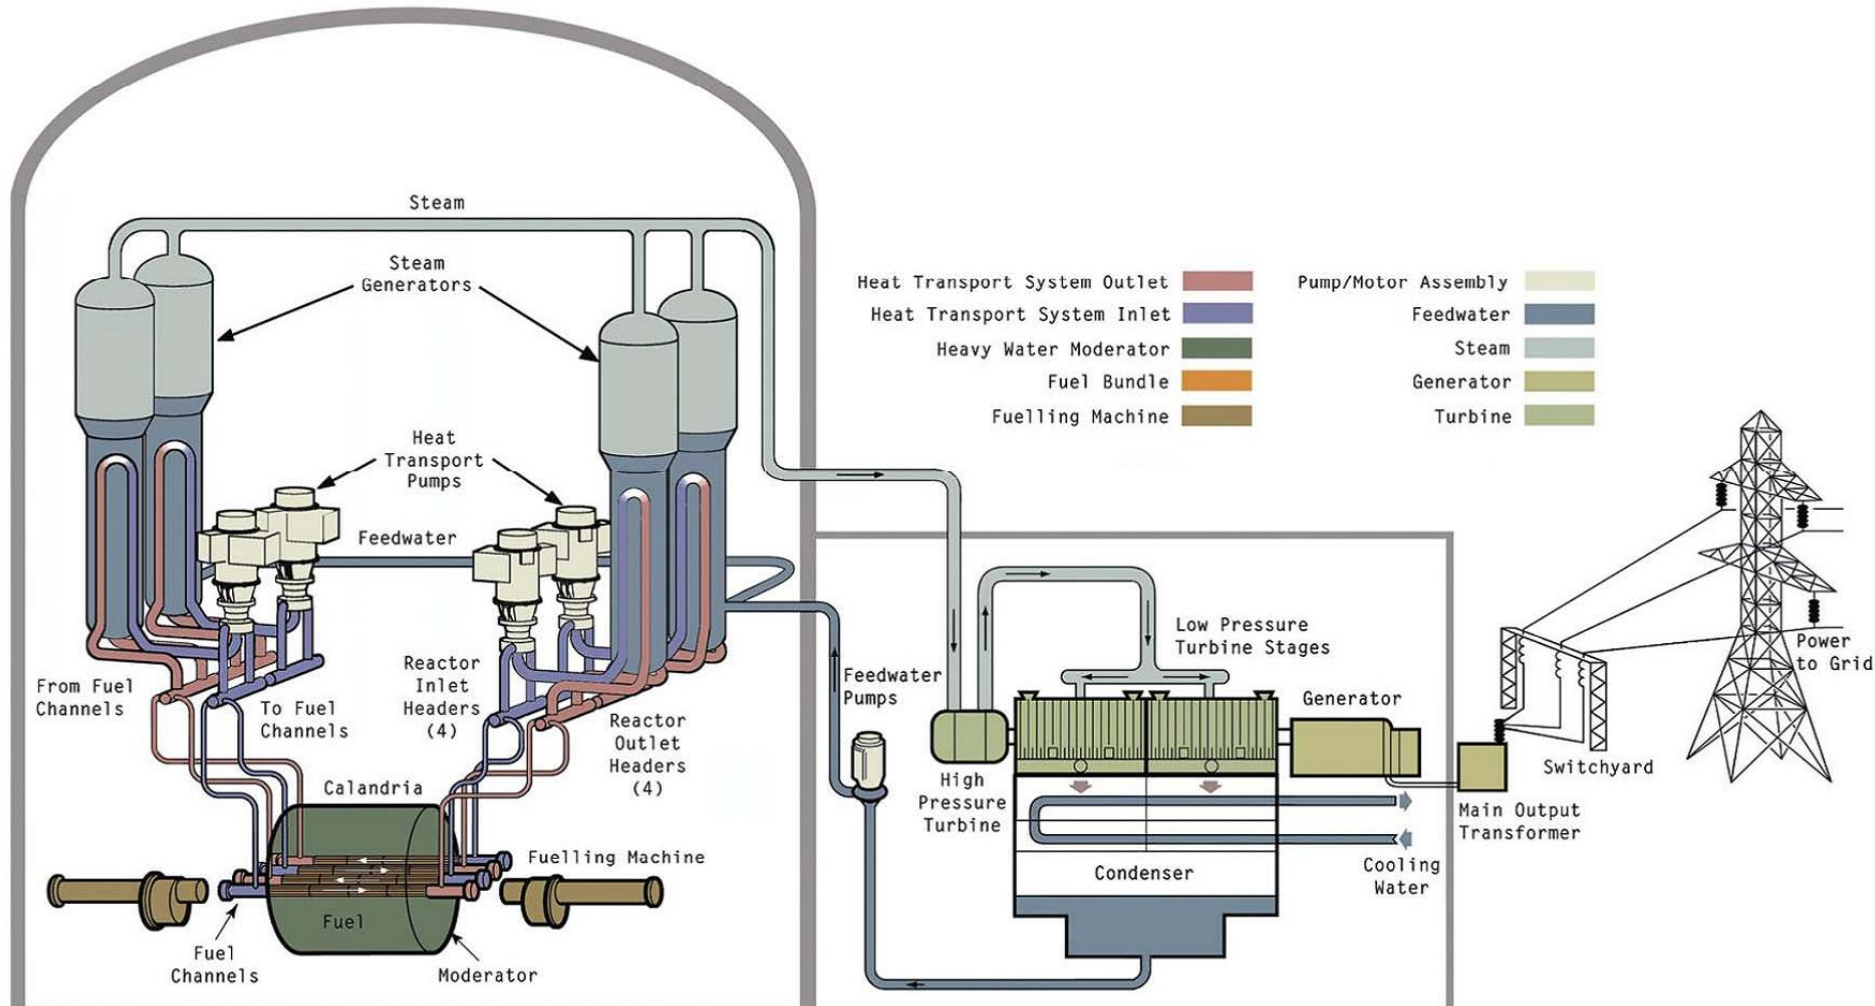 Steam
Steam
Generators
Heat
Transport
Pumps
Feedwater
From Fuel
Channels
To Fuel
Channels
Reactor
Inlet
Headers
(4)
Reactor
Outlet
Headers
(4)
Calandria
Fuelling Machine
Fuel
Fuel
Channels
Moderator
Heat Transport System Outlet
Heat Transport System Inlet
Heavy Water Moderator
Fuel Bundle
Fuelling Machine
Pump/Motor Assembly
Feedwater
Steam
Generator
Turbine
Feedwater
Pumps
Low Pressure
Turbine Stages
High
Pressure
Turbine
Generator
Condenser
Cooling
Water
Main Output
Transformer
Switchyard
Power
to Grid